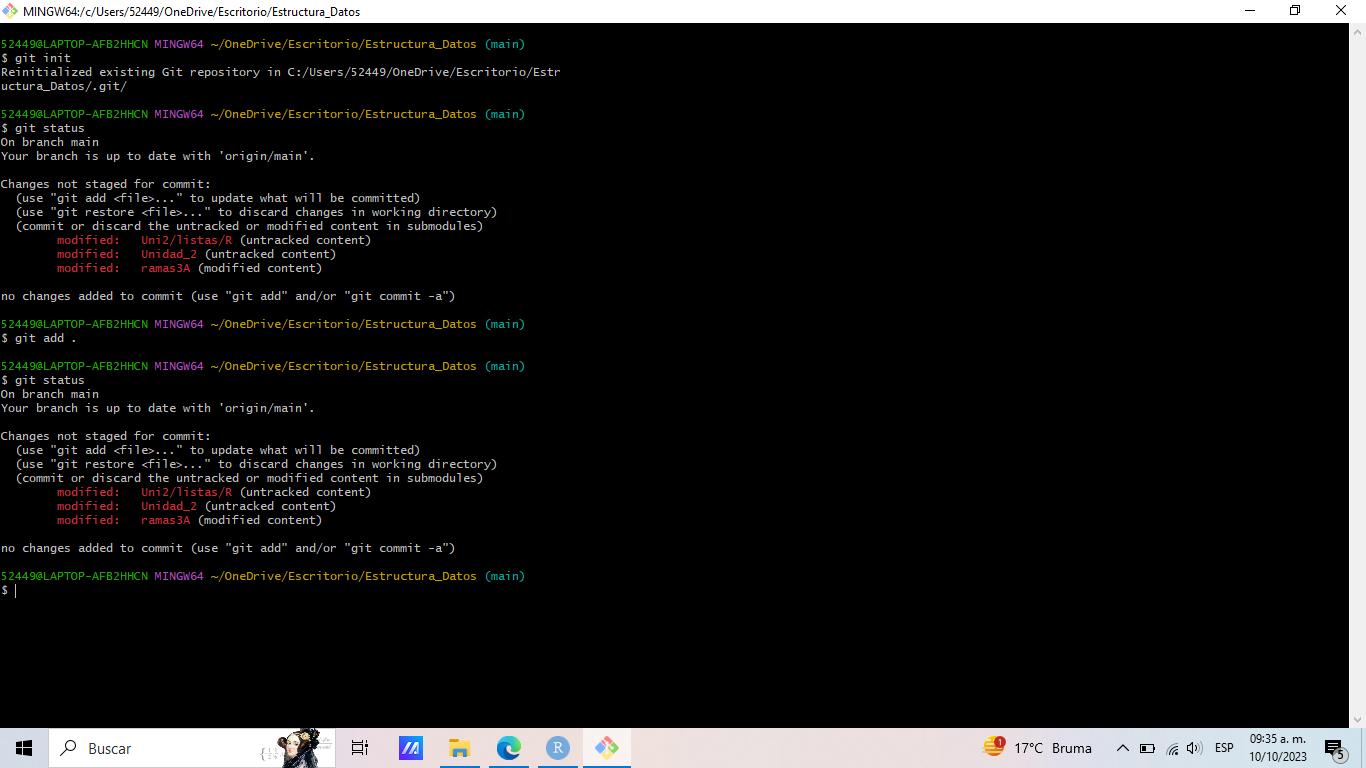 MINGW64:/c/Users/52449/OneDrive/Escritorio/Estructura_Datos
52449@LAPTOP-AFB2HHCN MINGW64 ~/OneDrive/Escritorio/Estructura_Datos (main)
$ git init
Reinitialized existing Git repository in C:/Users/52449/OneDrive/Escritorio/Estr
uctura_Datos/.git/
52449@LAPTOP-AFB2HHCN MINGW64 ~/OneDrive/Escritorio/Estructura_Datos (main)
$ git status
On branch main
Your branch is up to date with 'origin/main'.
Changes not staged for commit:
(use "git add <file>..." to update what will be committed)
(use "git restore <file>..." to discard changes in working directory)
(commit or discard the untracked or modified content in submodules)
modified: Uni2/listas/R (untracked content)
modified: Unidad_2 (untracked content)
modified: ramas3A (modified content)
no changes added to commit (use "git add" and/or "git commit -a")
52449@LAPTOP-AFB2HHCN MINGW64 ~/OneDrive/Escritorio/Estructura_Datos (main)
$ git add .
52449@LAPTOP-AFB2HHCN MINGW64 ~/OneDrive/Escritorio/Estructura_Datos (main)
$ git status
On branch main
Your branch is up to date with 'origin/main'.
Changes not staged for commit:
(use "git add <file>..." to update what will be committed)
(use "git restore <file>..." to discard changes in working directory)
(commit or discard the untracked or modified content in submodules)
modified: Uni2/listas/R (untracked content)
modified: Unidad_2 (untracked content)
modified: ramas3A (modified content)
no changes added to commit (use "git add" and/or "git commit -a")
52449@LAPTOP-AFB2HHCN MINGW64 ~/OneDrive/Escritorio/Estructura_Datos (main)
$
Buscar
R
1
17°C Bruma
ESP
09:35 a. m.
10/10/2023
5